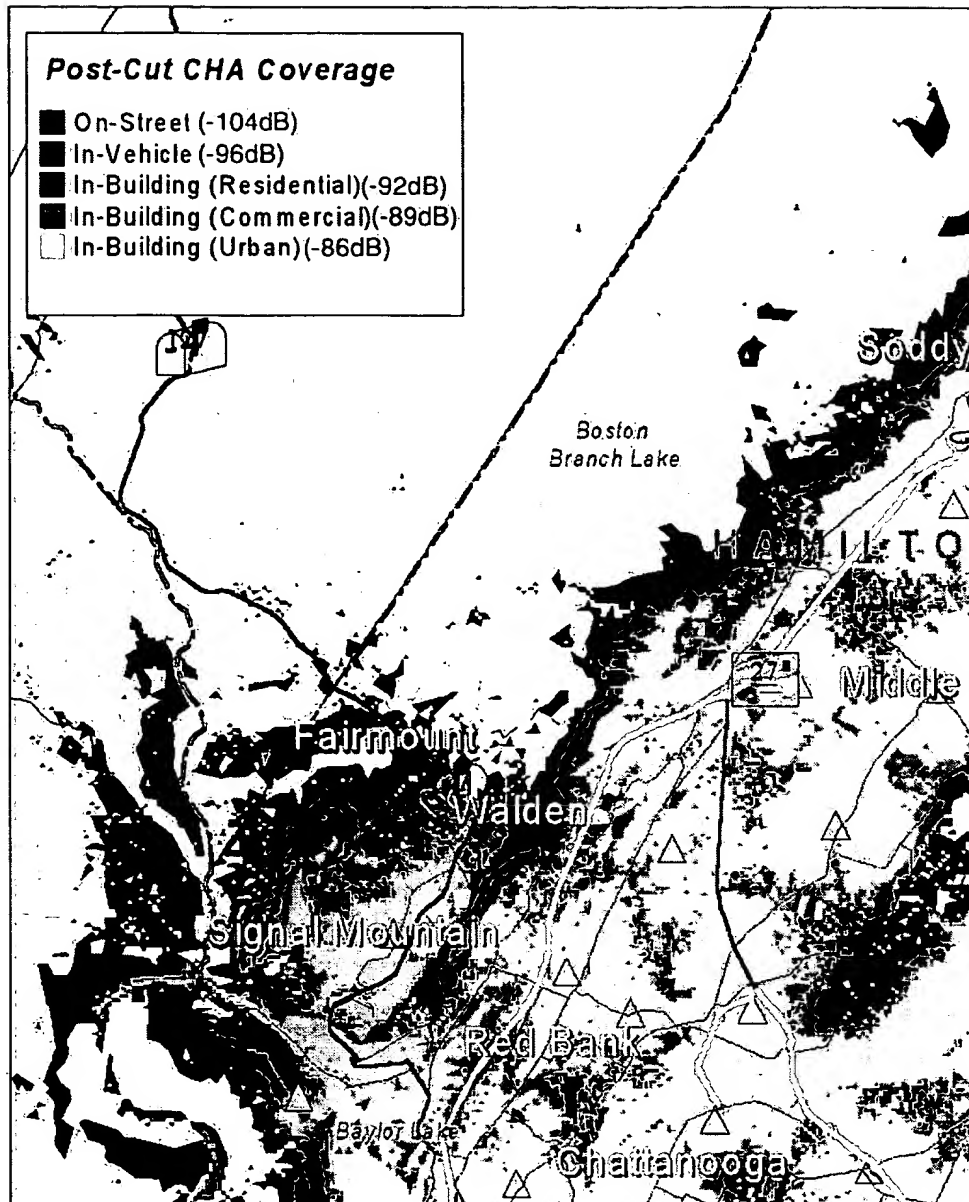 Post-Cut CHA Coverage
On-Street (-104dB)
In-Vehicle (-96dB)
In-Building (Residential)(-92dB)
In-Building (Commercial)(-89dB)
In-Building (Urban)(-86dB)
Soddy
Boston
Branch Lake
HAMILTO
27
Middle
Fairmount
Walden
Signal Mountain
Red Bank
Baylor Lake
Chattanooga